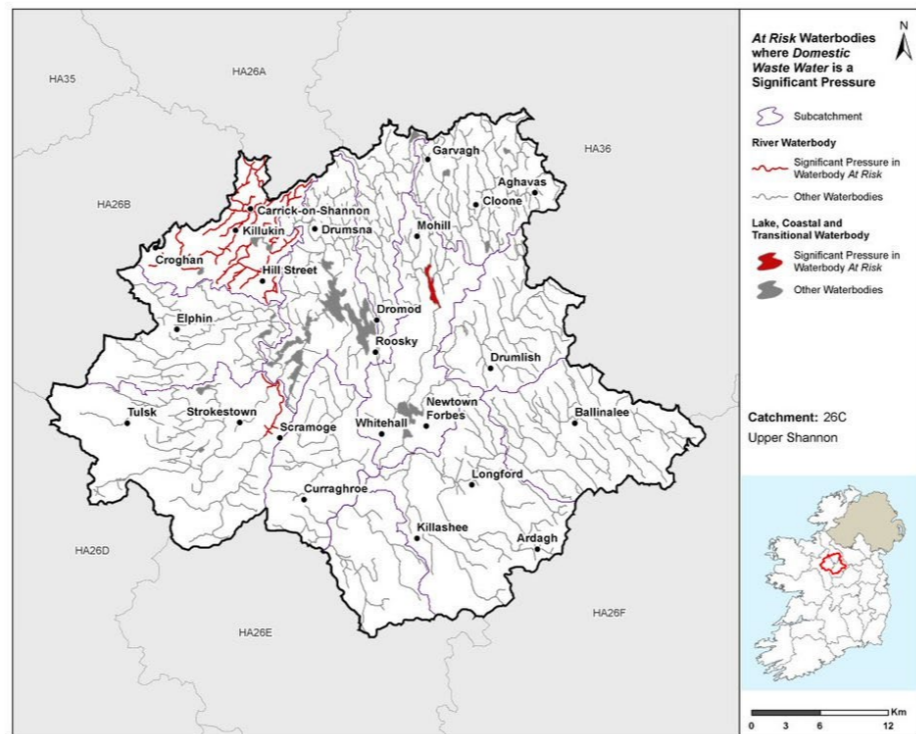 HA35
HA26A
HA36
HA26B
Garvagh
Aghavas
Cloone
Carrick-on-Shannon
Killukin
Drumsna
Mohill
Croghan
Hill Street
Dromod
Elphin
Roosky
Drumlish
Tulsk
Strokestown
Scramoge
Whitehall
Newtown
Forbes
Ballinalee
Curraghroe
Longford
Killashee
Ardagh
HA26D
HA26E
HA26F
N
At Risk Waterbodies
where Domestic
Waste Water is a
Significant Pressure
Subcatchment
River Waterbody
Significant Pressure in
Waterbody At Risk
Other Waterbodies
Lake, Coastal and
Transitional Waterbody
Significant Pressure in
Waterbody At Risk
Other Waterbodies
Catchment: 26C
Upper Shannon
Km
0 3 6 12